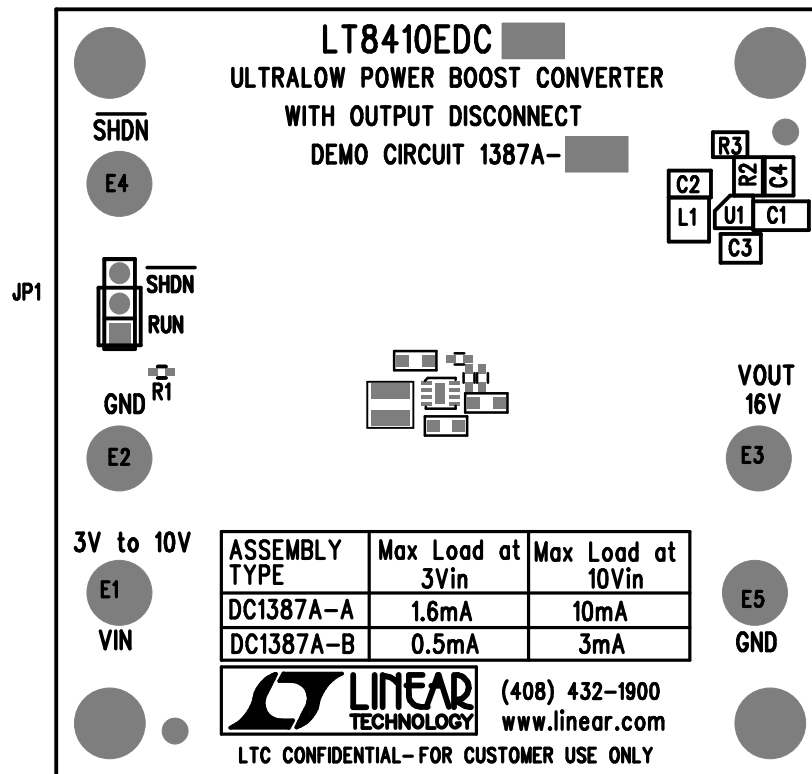 LT8410EDC
ULTRALOW POWER BOOST CONVERTER
WITH OUTPUT DISCONNECT
DEMO CIRCUIT 1387A-
SHDN
E4
R3
C2
R2
C4
L1
U1
C1
C3
JP1
SHDN
RUN
R1
GND
E2
VOUT
16V
E3
3V to 10V
E1
VIN
ASSEMBLY TYPE Max Load at 3Vin Max Load at 10Vin
DC1387A-A 1.6mA 10mA
DC1387A-B 0.5mA 3mA
E5
GND
LINEAR
TECHNOLOGY
(408) 432-1900
www.linear.com
LTC CONFIDENTIAL-FOR CUSTOMER USE ONLY